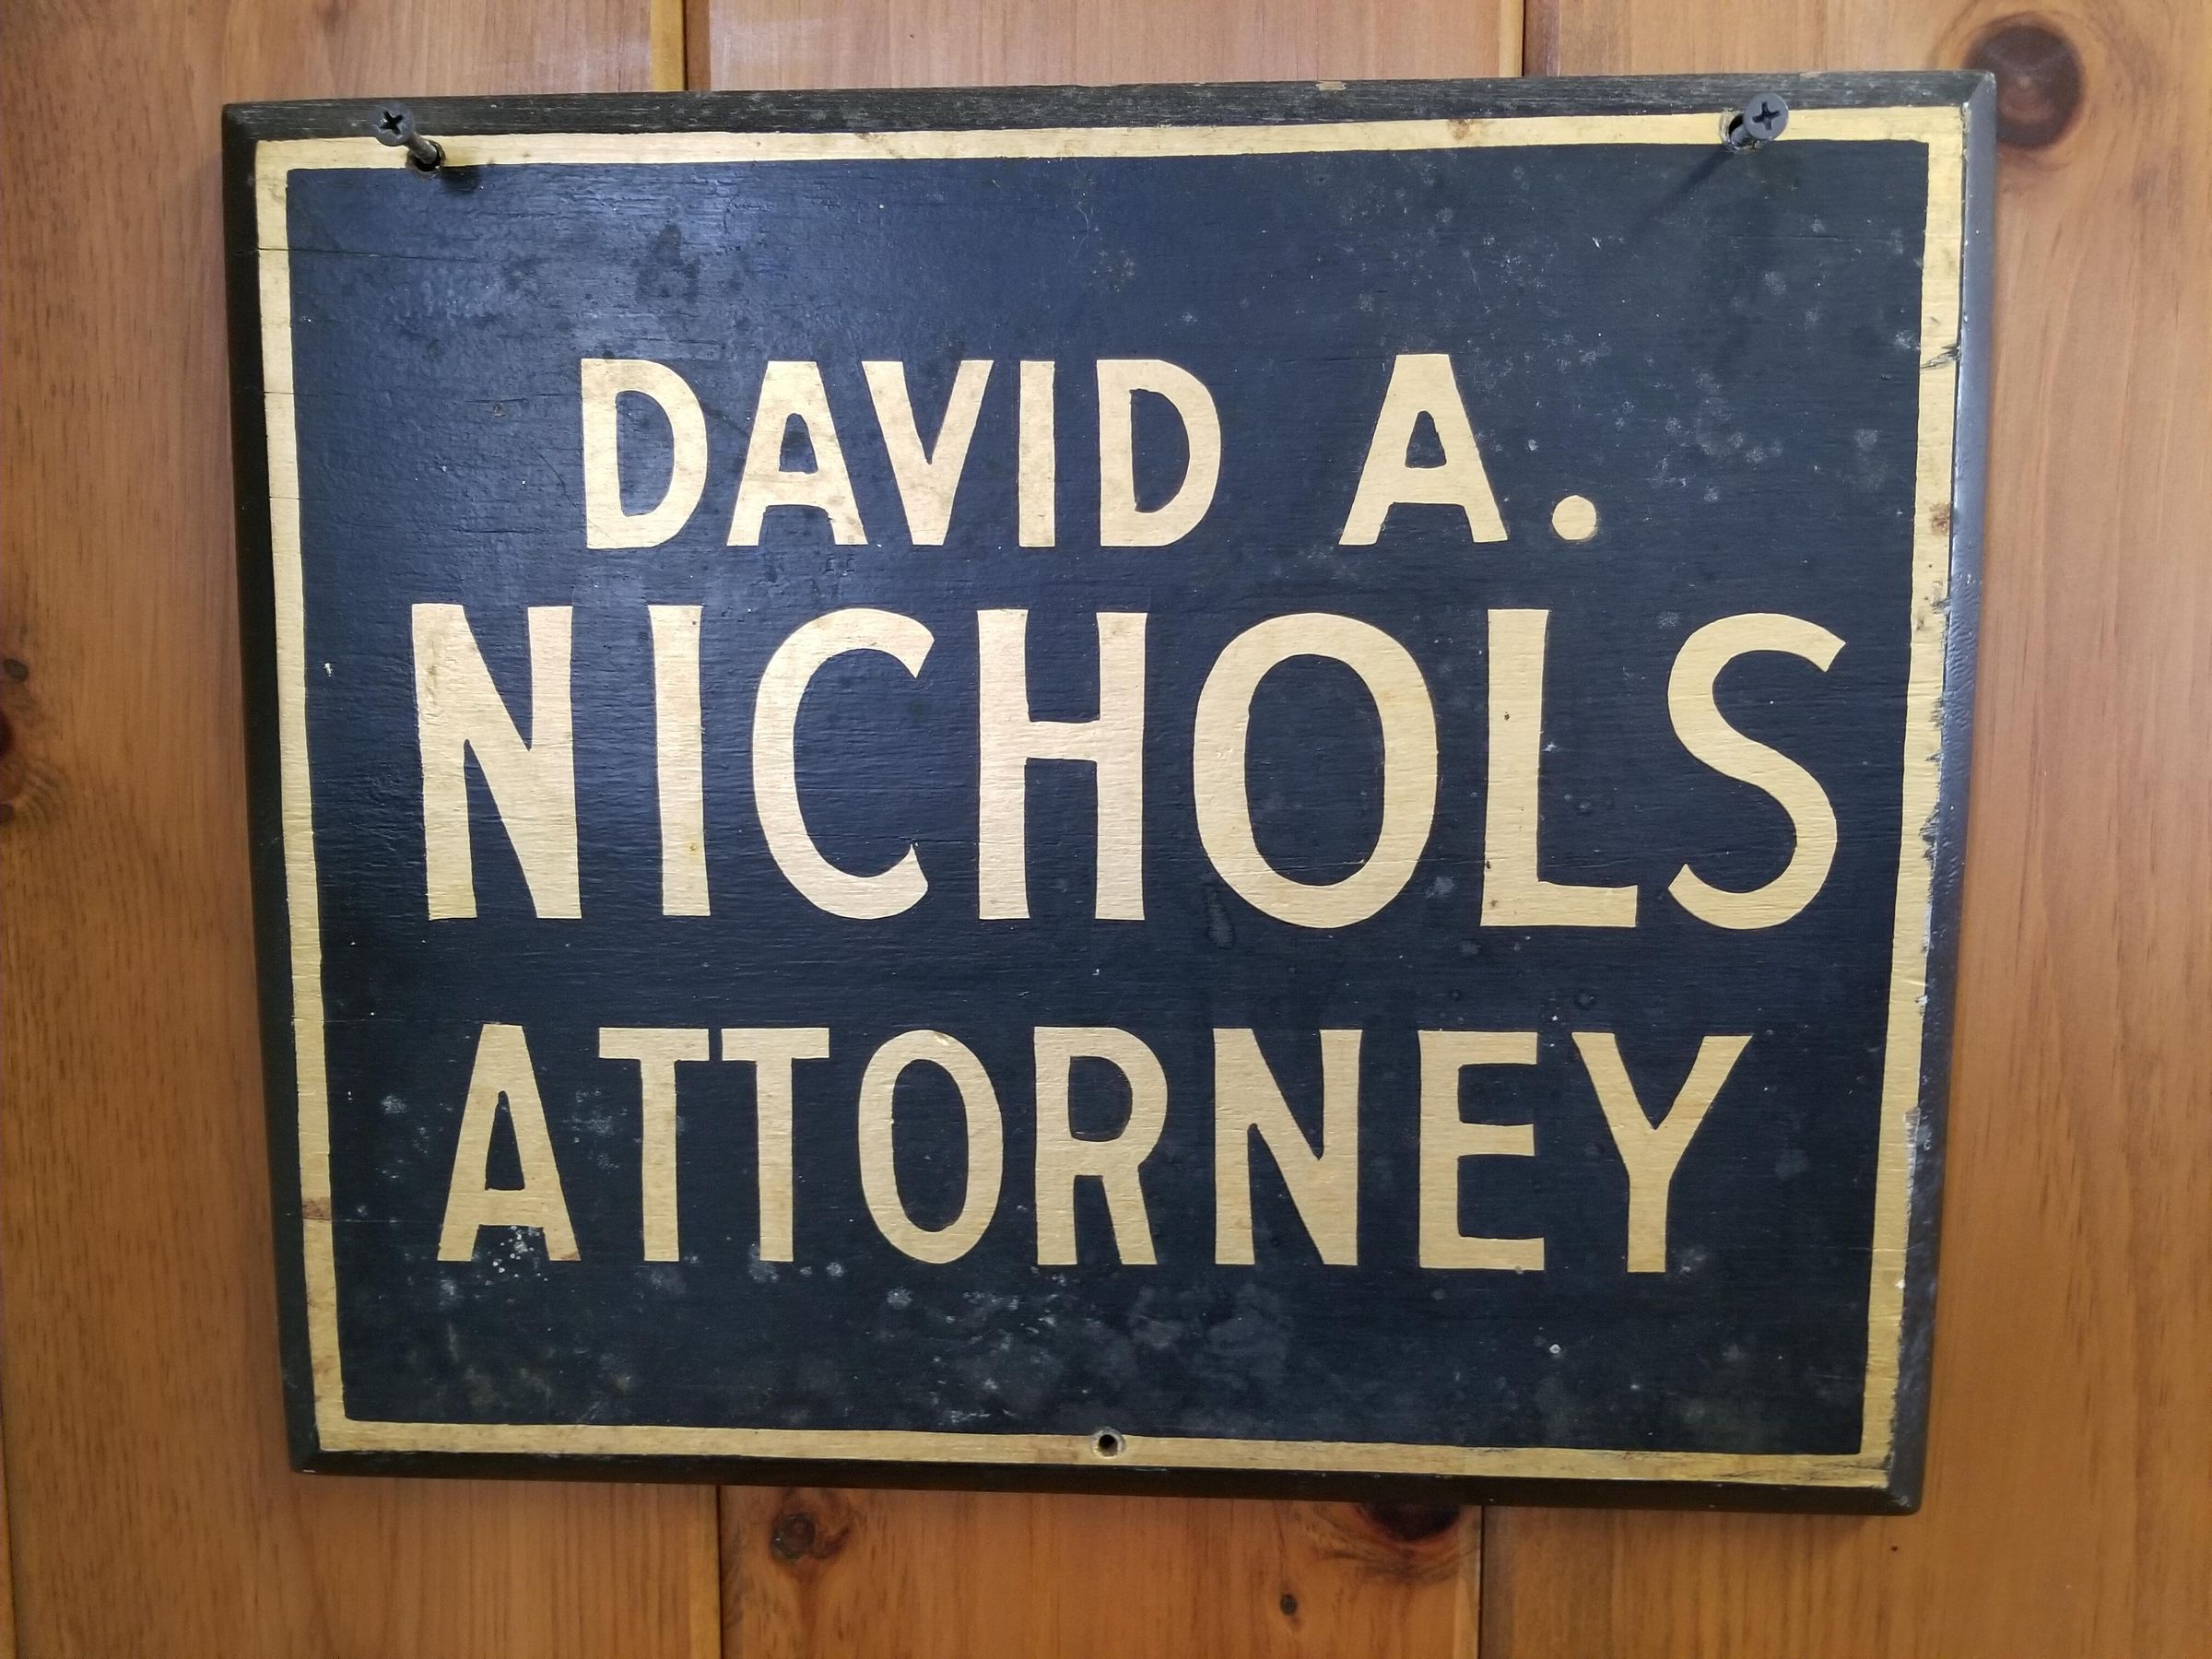 DAVID A.
NICHOLS
ATTORNEY